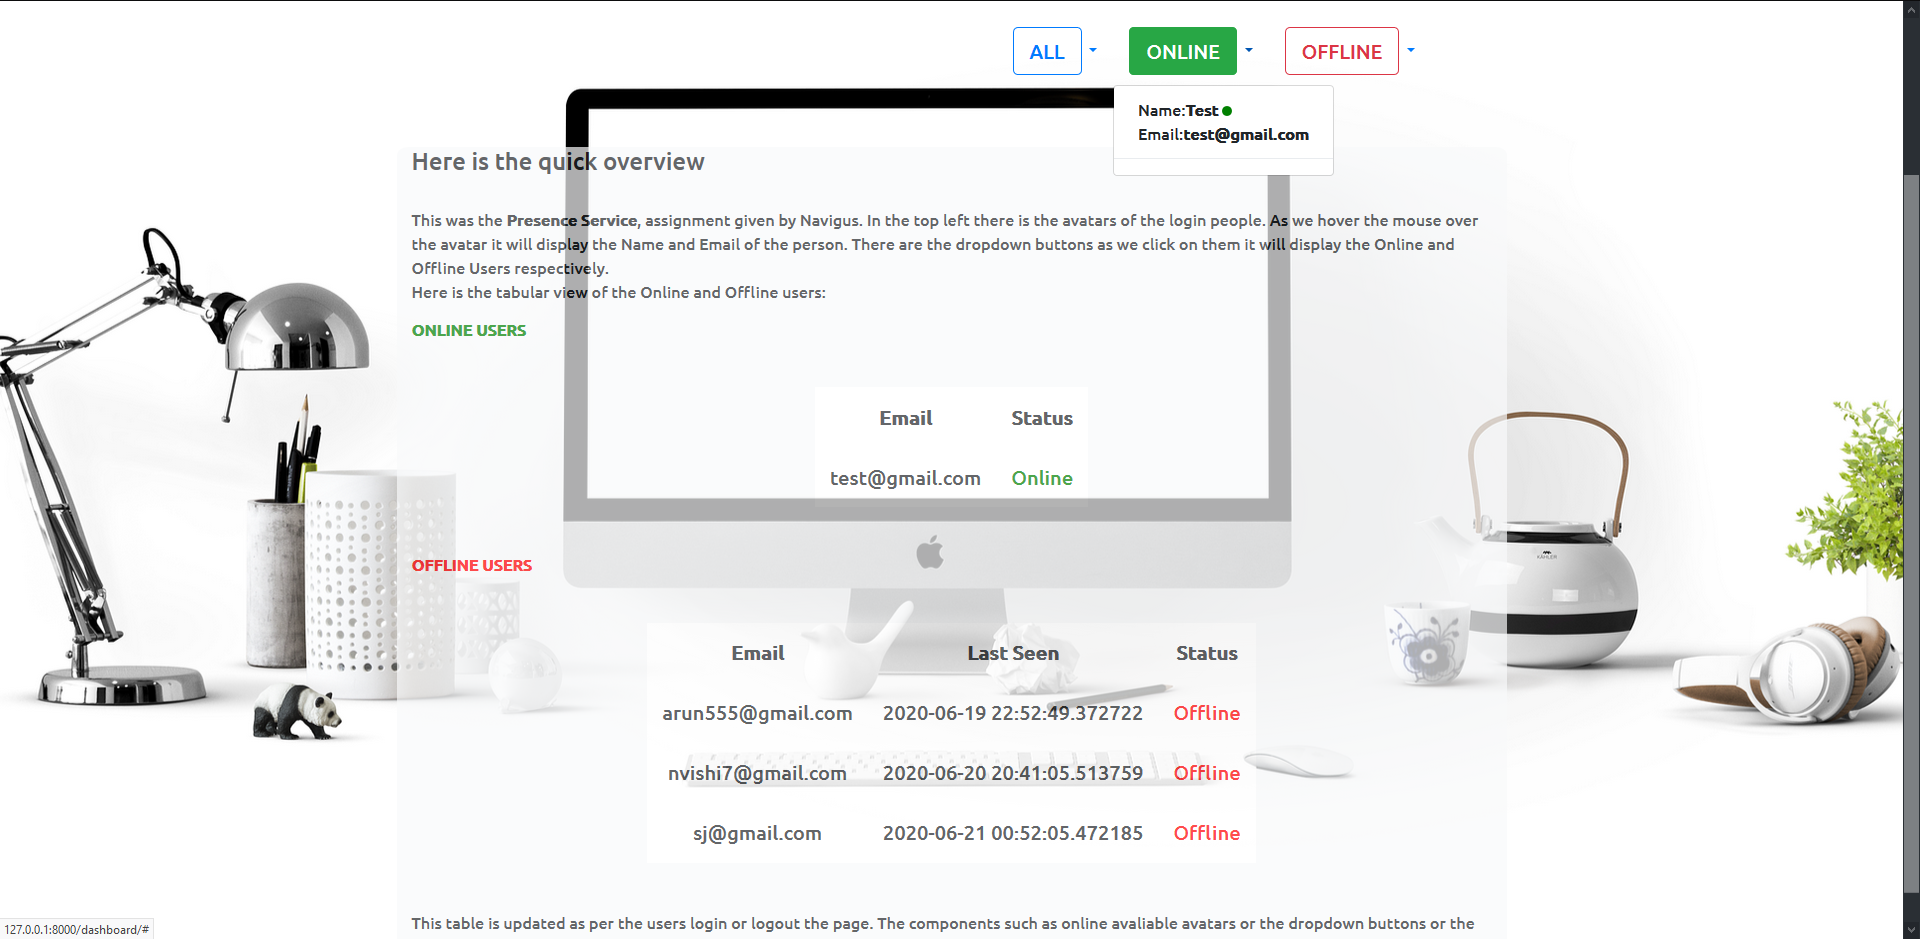 ALL
ONLINE
OFFLINE
Name:Test
Email:test@gmail.com
Here is the quick overview
This was the Presence Service, assignment given by Navigus. In the top left there is the avatars of the login people. As we hover the mouse over
the avatar it will display the Name and Email of the person. There are the dropdown buttons as we click on them it will display the Online and
Offline Users respectively.
Here is the tabular view of the Online and Offline users:
ONLINE USERS
Email Status
test@gmail.com Online
OFFLINE USERS
Email Last Seen Status
arun555@gmail.com 2020-06-19 22:52:49.372722 Offline
nvishi7@gmail.com 2020-06-20 20:41:05.513759 Offline
sj@gmail.com 2020-06-21 00:52:05.472185 Offline
KÄHLER
This table is updated as per the users login or logout the page. The components such as online avaliable avatars or the dropdown buttons or the
127.0.0.1:8000/dashboard/#